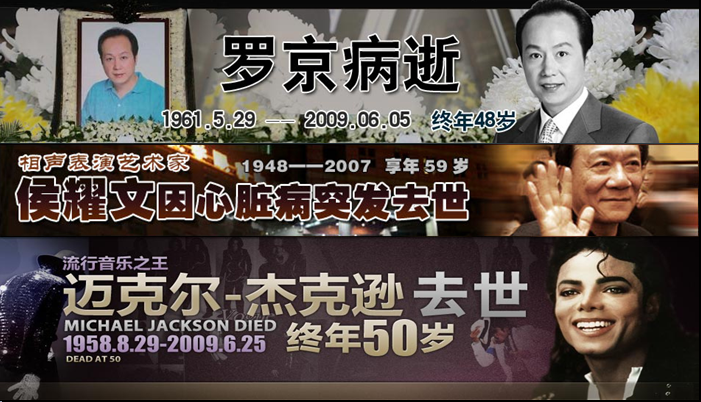 罗京病逝
1961.5.29 —— 2009.06.05 终年48岁
相声表演艺术家
1948——2007 享年59岁
侯耀文因心脏病突发去世
流行音乐之王
迈克尔-杰克逊去世
MICHAEL JACKSON DIED
1958.8.29-2009.6.25
终年50岁
DEAD AT 50